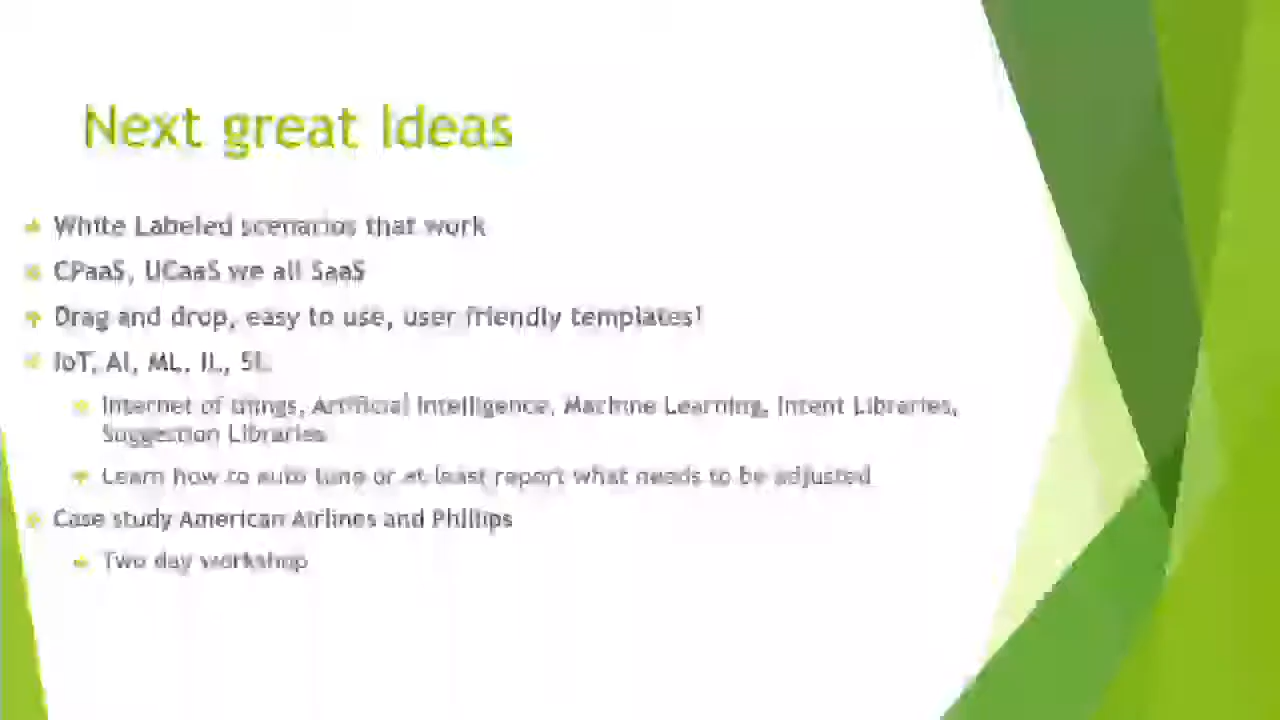 Next great Ideas
White Labeled scenarios that work
CPaaS, UCaaS we all SaaS
Drag and drop, easy to use, user friendly templates!
IoT, AI, ML, IL, SL
Internet of things, Artificial Intelligence, Machine Learning, Intent Libraries,
Suggestion Libraries
Learn how to auto tune or at least report what needs to be adjusted
Case study American Airlines and Phillips
Two day workshop